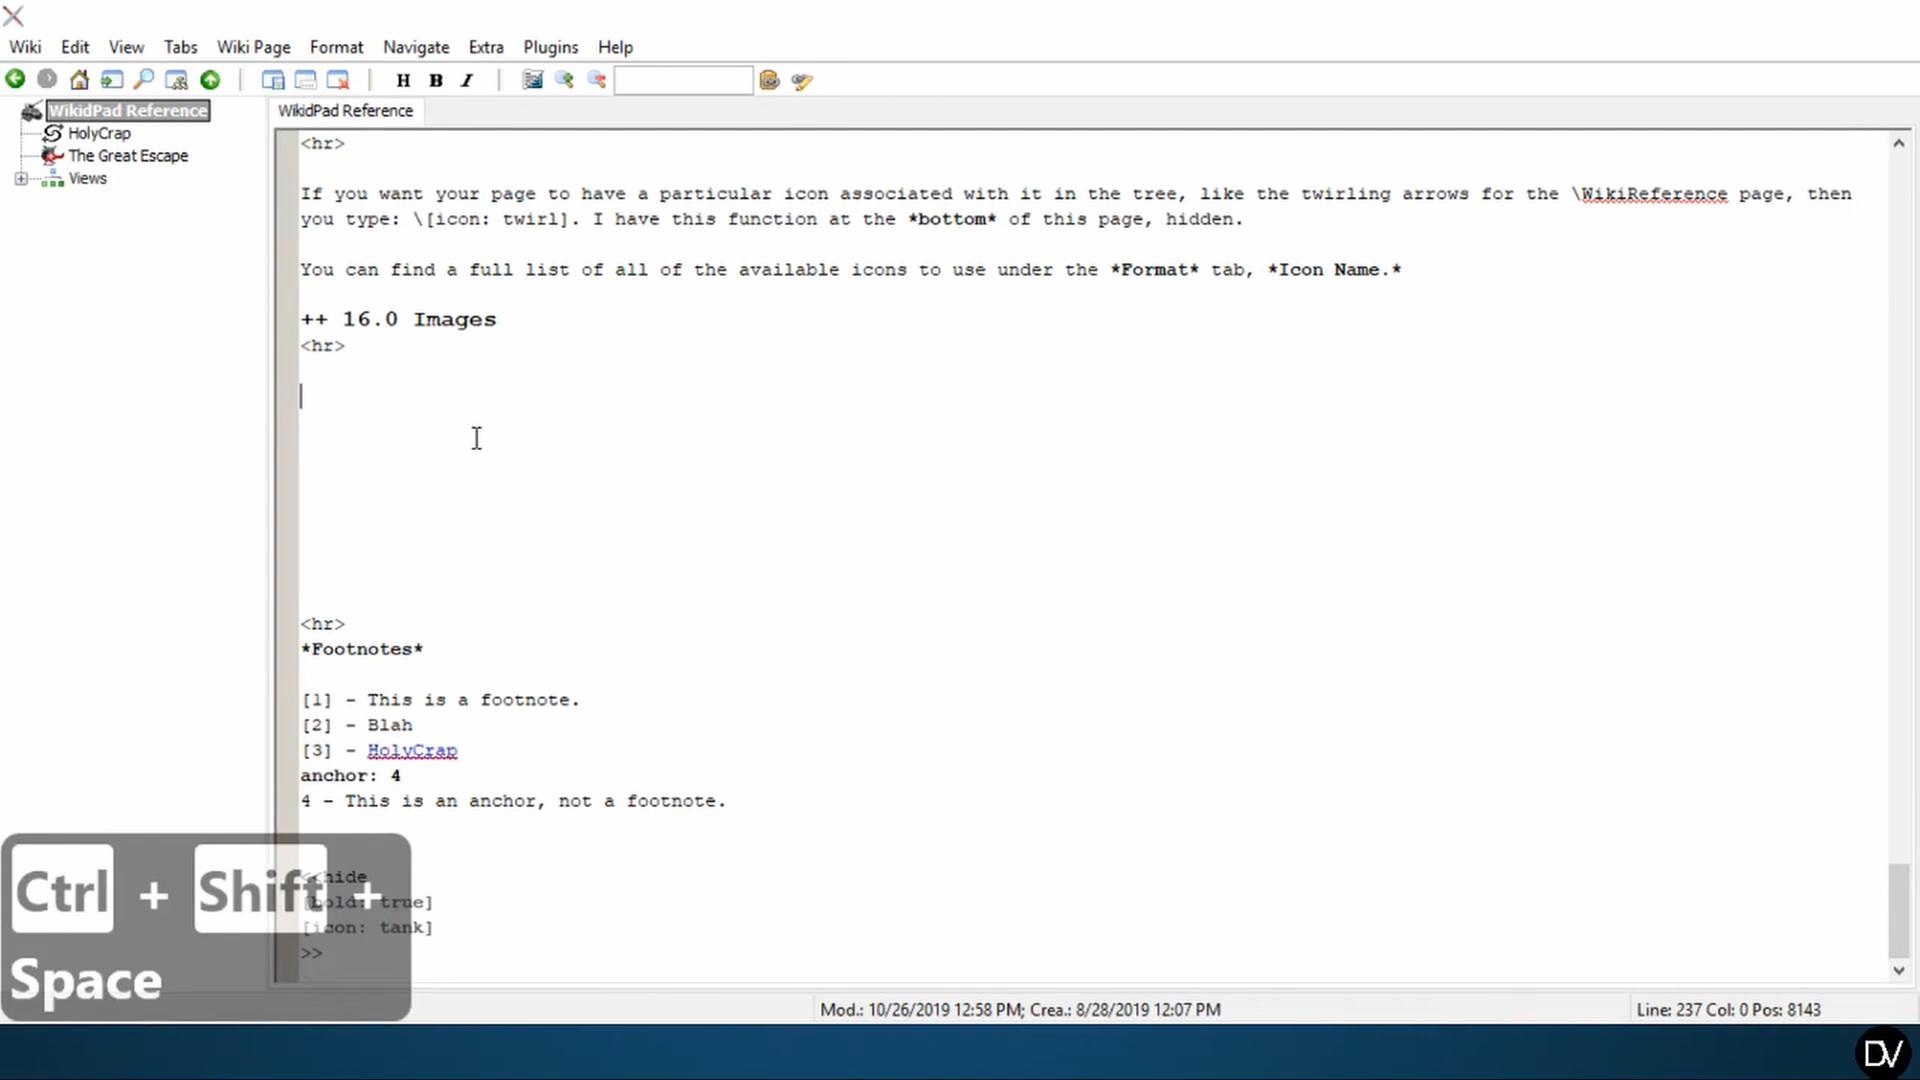 Wiki Edit View Tabs Wiki Page Format Navigate Extra Plugins Help
H B I
WikidPad Reference
HolyCrap
The Great Escape
Views
WikidPad Reference
<hr>
If you want your page to have a particular icon associated with it in the tree, like the twirling arrows for the \WikiReference page, then
you type: \[icon: twirl]. I have this function at the *bottom* of this page, hidden.
You can find a full list of all of the available icons to use under the *Format* tab, *Icon Name.*
++ 16.0 Images
<hr>
<hr>
*Footnotes*
[1] - This is a footnote.
[2] - Blah
[3] - HolyCrap
anchor: 4
4 - This is an anchor, not a footnote.
<<hide
[bold: true]
[icon: tank]
>>
Ctrl + Shift +
Space
Mod.: 10/26/2019 12:58 PM; Crea.: 8/28/2019 12:07 PM
Line: 237 Col: 0 Pos: 8143
DV